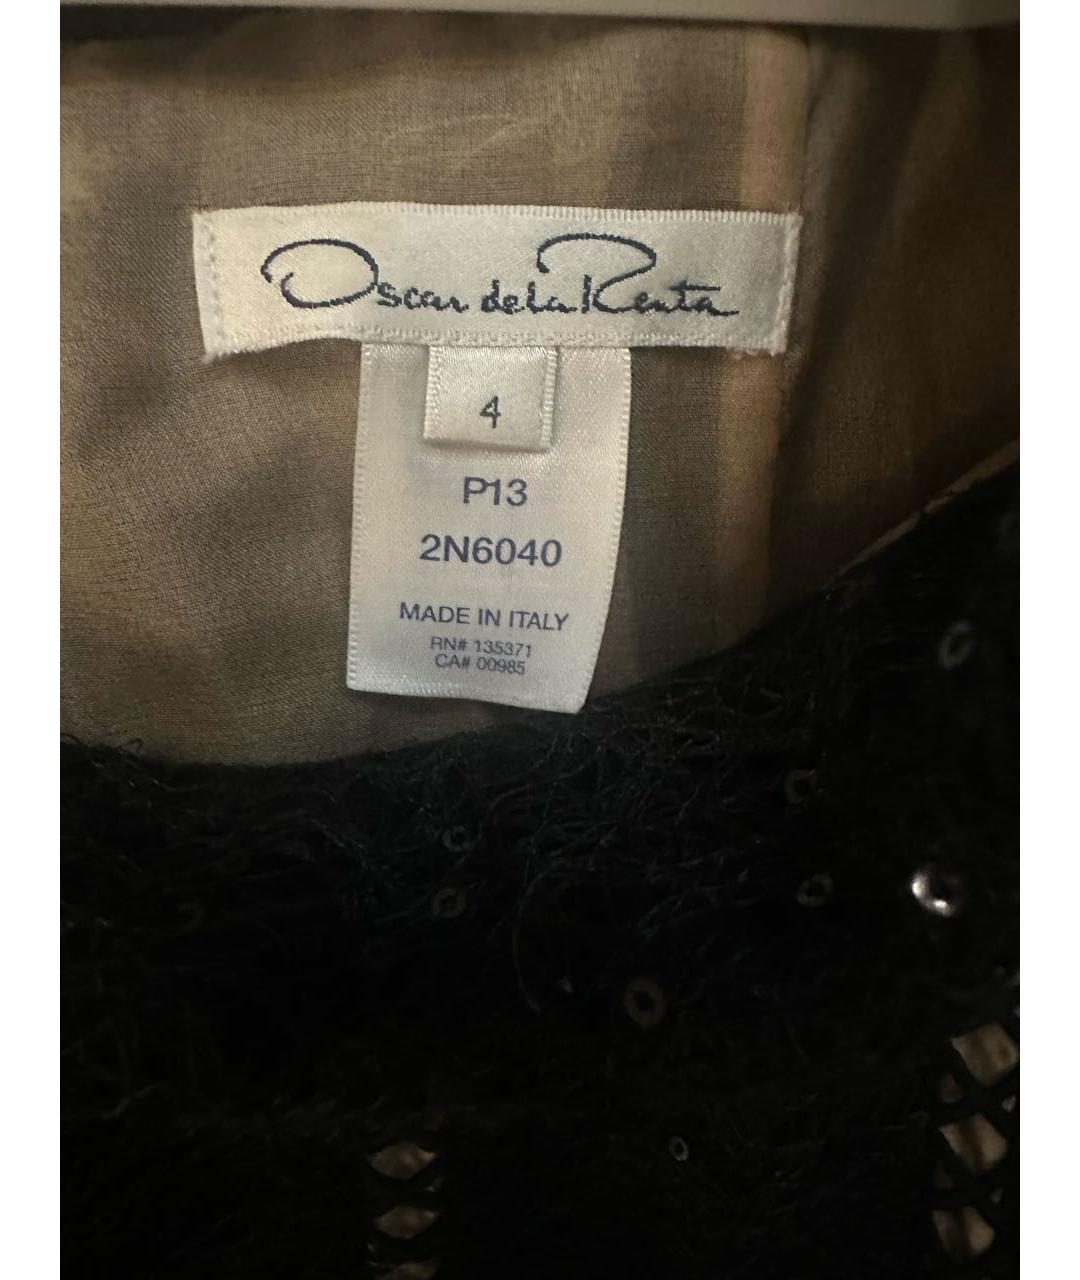 Oscar de la Renta
4
P13
2N6040
MADE IN ITALY
RN# 135371
CA# 00985